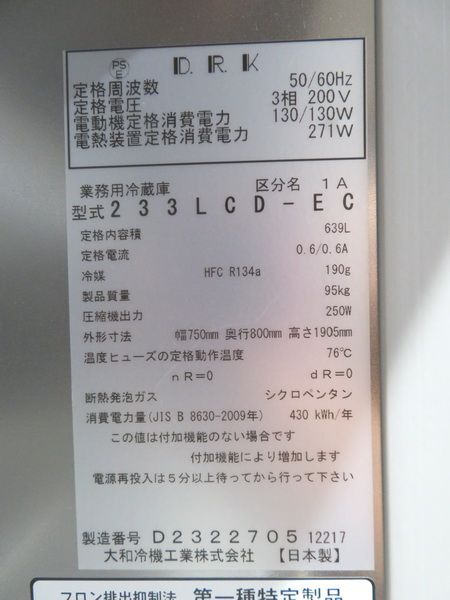 PS E D.R.K
定格周波数 50/60Hz
定格電圧 3相 200V
電動機定格消費電力 130/130W
電熱装置定格消費電力 271W
業務用冷蔵庫 区分名 1A
型式 233LCD-EC
定格内容積 639L
定格電流 0.6/0.6A
冷媒 HFC R134a 190g
製品質量 95kg
圧縮機出力 250W
外形寸法 幅750mm 奥行800mm 高さ1905mm
温度ヒューズの定格動作温度 76℃
nR=0 dR=0
断熱発泡ガス シクロペンタン
消費電力量(JIS B 8630-2009年) 430 kWh/年
この値は付加機能のない場合です
付加機能により増加します
電源再投入は5分以上待ってから行って下さい
製造番号 D2322705 12217
大和冷機工業株式会社 【日本製】
フロン排出抑制法 第一種特定製品